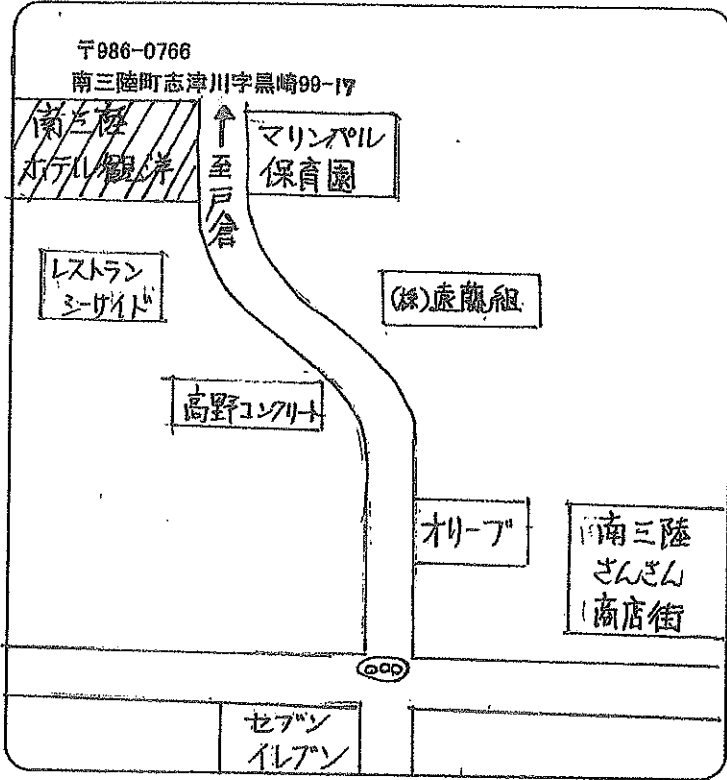 〒986-0766
南三陸町志津川字黒崎99-17
南三陸
ホテル観洋
至戸倉
マリンパル
保育園
レストラン
シーサイド
(株)遠藤組
高野コンクリート
オリーブ
南三陸
さんさん
商店街
セブン
イレブン